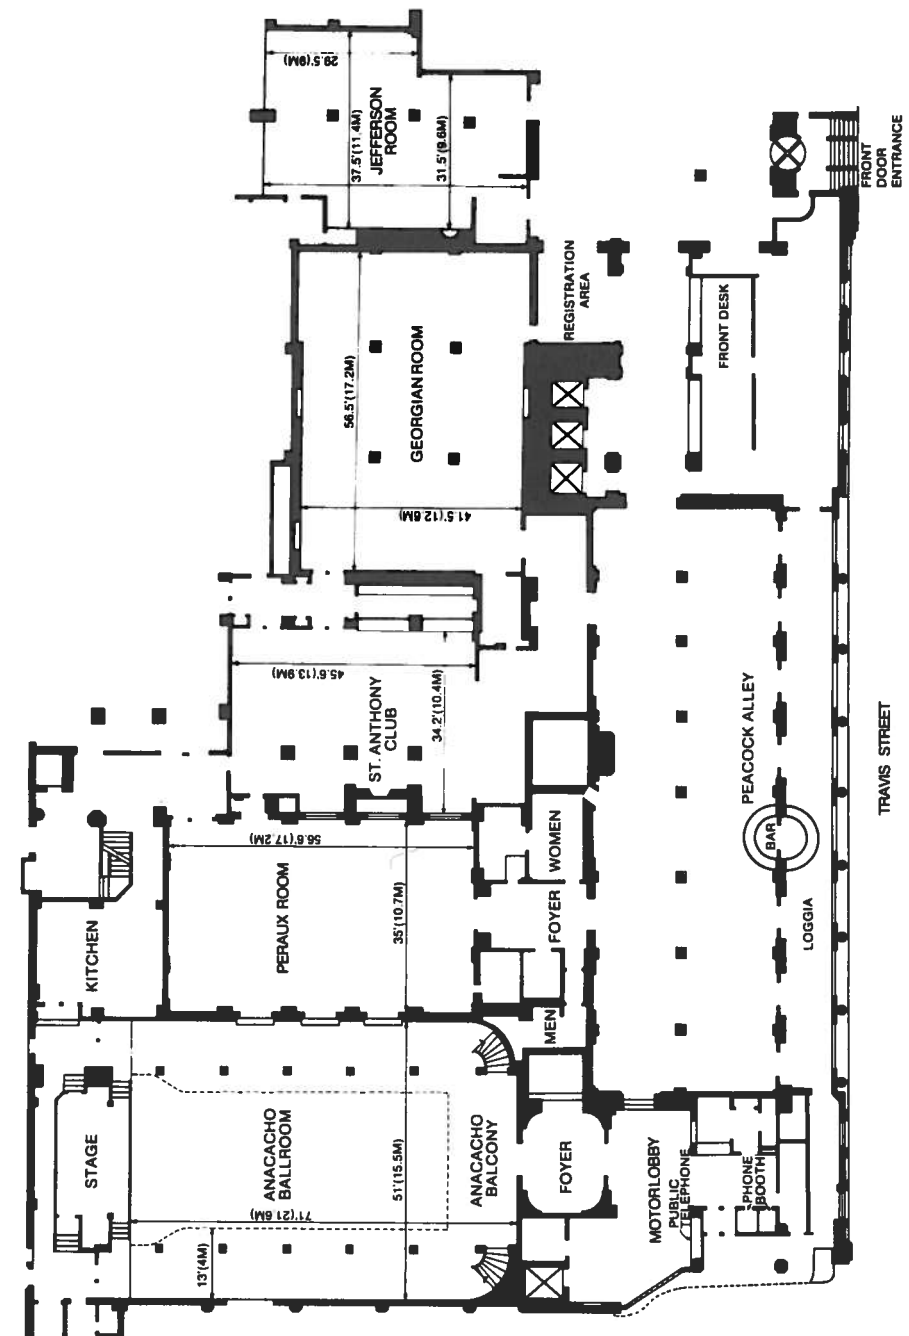 29.5'(9M)
37.5'(11.4M)
JEFFERSON
ROOM
31.5'(9.6M)
FRONT
DOOR
ENTRANCE
REGISTRATION
AREA
FRONT DESK
56.5'(17.2M)
GEORGIAN ROOM
41.5'(12.6M)
45.6'(13.9M)
ST. ANTHONY
CLUB
34.2'(10.4M)
PEACOCK ALLEY
TRAVIS STREET
BAR
LOGGIA
56.6'(17.2M)
PERAUX ROOM
35'(10.7M)
WOMEN
FOYER
MEN
KITCHEN
STAGE
ANACACHO
BALLROOM
71'(21.6M)
13'(4M)
51'(15.5M)
ANACACHO
BALCONY
FOYER
MOTORLOBBY
PUBLIC
TELEPHONE
PHONE
BOOTH